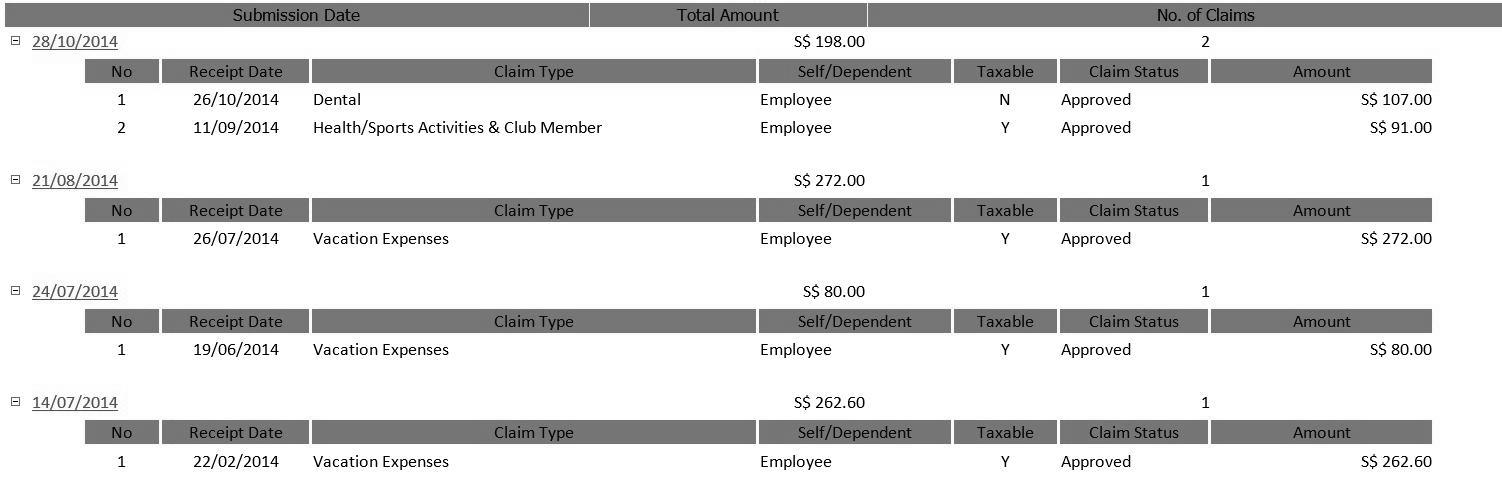 Submission Date Total Amount No. of Claims
28/10/2014 S$ 198.00 2
No Receipt Date Claim Type Self/Dependent Taxable Claim Status Amount
1 26/10/2014 Dental Employee N Approved S$ 107.00
2 11/09/2014 Health/Sports Activities & Club Member Employee Y Approved S$ 91.00
21/08/2014 S$ 272.00 1
No Receipt Date Claim Type Self/Dependent Taxable Claim Status Amount
1 26/07/2014 Vacation Expenses Employee Y Approved S$ 272.00
24/07/2014 S$ 80.00 1
No Receipt Date Claim Type Self/Dependent Taxable Claim Status Amount
1 19/06/2014 Vacation Expenses Employee Y Approved S$ 80.00
14/07/2014 S$ 262.60 1
No Receipt Date Claim Type Self/Dependent Taxable Claim Status Amount
1 22/02/2014 Vacation Expenses Employee Y Approved S$ 262.60